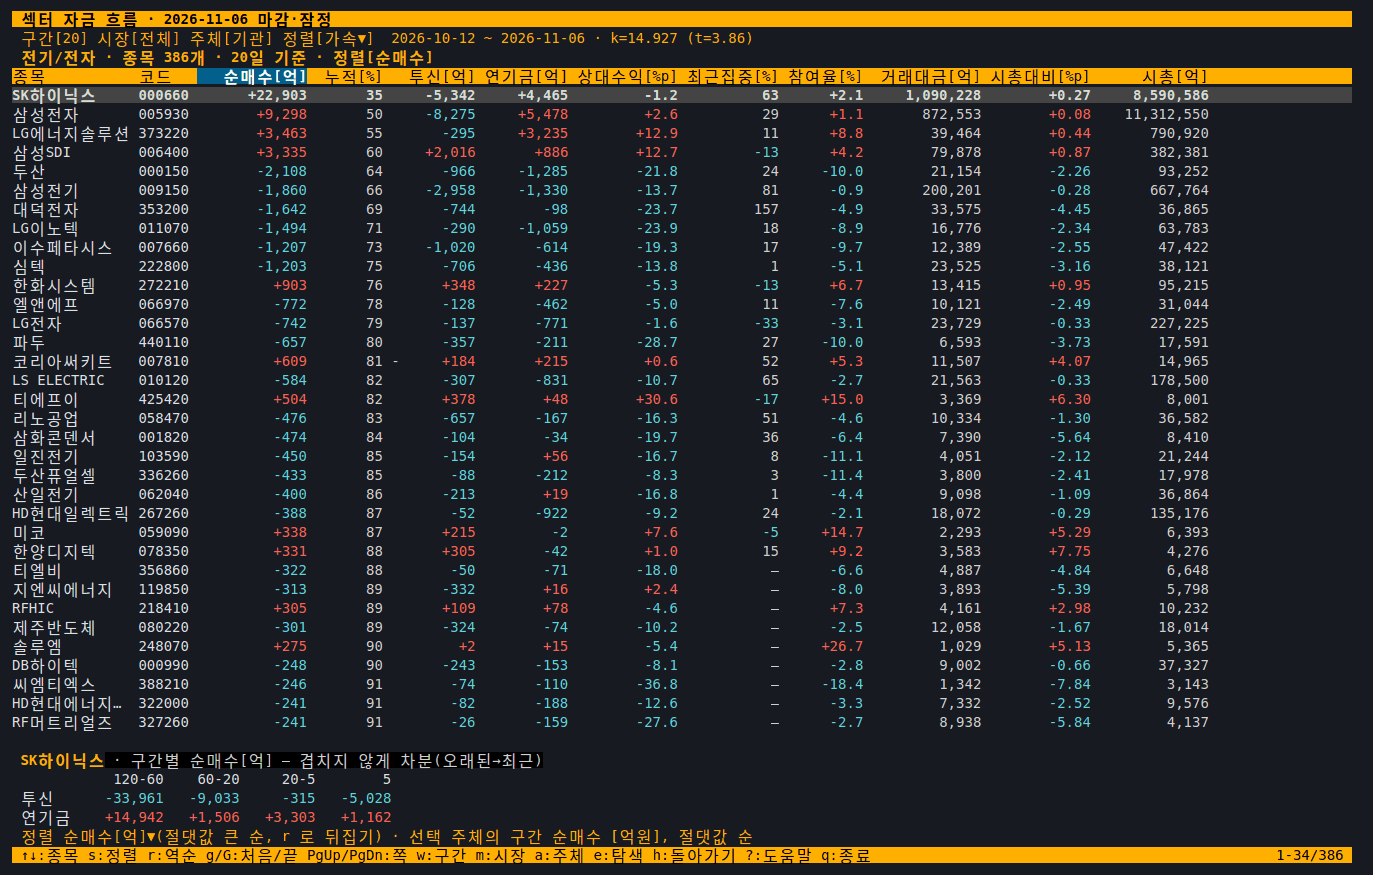 섹터 자금 흐름 · 2026-11-06 마감·잠정
구간[20] 시장[전체] 주체[기관] 정렬[가속▼] 2026-10-12 ~ 2026-11-06 · k=14.927 (t=3.86)
전기/전자 · 종목 386개 · 20일 기준 · 정렬[순매수]
종목 코드 순매수[억] 누적[%] 투신[억] 연기금[억] 상대수익[%p] 최근집중[%] 참여율[%] 거래대금[억] 시총대비[%p] 시총[억]
SK하이닉스 000660 +22,903 35 -5,342 +4,465 -1.2 63 +2.1 1,090,228 +0.27 8,590,586
삼성전자 005930 +9,298 50 -8,275 +5,478 +2.6 29 +1.1 872,553 +0.08 11,312,550
LG에너지솔루션 373220 +3,463 55 -295 +3,235 +12.9 11 +8.8 39,464 +0.44 790,920
삼성SDI 006400 +3,335 60 +2,016 +886 +12.7 -13 +4.2 79,878 +0.87 382,381
두산 000150 -2,108 64 -966 -1,285 -21.8 24 -10.0 21,154 -2.26 93,252
삼성전기 009150 -1,860 66 -2,958 -1,330 -13.7 81 -0.9 200,201 -0.28 667,764
대덕전자 353200 -1,642 69 -744 -98 -23.7 157 -4.9 33,575 -4.45 36,865
LG이노텍 011070 -1,494 71 -290 -1,059 -23.9 18 -8.9 16,776 -2.34 63,783
이수페타시스 007660 -1,207 73 -1,020 -614 -19.3 17 -9.7 12,389 -2.55 47,422
심텍 222800 -1,203 75 -706 -436 -13.8 1 -5.1 23,525 -3.16 38,121
한화시스템 272210 +903 76 +348 +227 -5.3 -13 +6.7 13,415 +0.95 95,215
엘앤에프 066970 -772 78 -128 -462 -5.0 11 -7.6 10,121 -2.49 31,044
LG전자 066570 -742 79 -137 -771 -1.6 -33 -3.1 23,729 -0.33 227,225
파두 440110 -657 80 -357 -211 -28.7 27 -10.0 6,593 -3.73 17,591
코리아써키트 007810 +609 81 - +184 +215 +0.6 52 +5.3 11,507 +4.07 14,965
LS ELECTRIC 010120 -584 82 -307 -831 -10.7 65 -2.7 21,563 -0.33 178,500
티에프이 425420 +504 82 +378 +48 +30.6 -17 +15.0 3,369 +6.30 8,001
리노공업 058470 -476 83 -657 -167 -16.3 51 -4.6 10,334 -1.30 36,582
삼화콘덴서 001820 -474 84 -104 -34 -19.7 36 -6.4 7,390 -5.64 8,410
일진전기 103590 -450 85 -154 +56 -16.7 8 -11.1 4,051 -2.12 21,244
두산퓨얼셀 336260 -433 85 -88 -212 -8.3 3 -11.4 3,800 -2.41 17,978
산일전기 062040 -400 86 -213 +19 -16.8 1 -4.4 9,098 -1.09 36,864
HD현대일렉트릭 267260 -388 87 -52 -922 -9.2 24 -2.1 18,072 -0.29 135,176
미코 059090 +338 87 +215 -2 +7.6 -5 +14.7 2,293 +5.29 6,393
한양디지텍 078350 +331 88 +305 -42 +1.0 15 +9.2 3,583 +7.75 4,276
티엘비 356860 -322 88 -50 -71 -18.0 — -6.6 4,887 -4.84 6,648
지엔씨에너지 119850 -313 89 -332 +16 +2.4 — -8.0 3,893 -5.39 5,798
RFHIC 218410 +305 89 +109 +78 -4.6 — +7.3 4,161 +2.98 10,232
제주반도체 080220 -301 89 -324 -74 -10.2 — -2.5 12,058 -1.67 18,014
솔루엠 248070 +275 90 +2 +15 -5.4 — +26.7 1,029 +5.13 5,365
DB하이텍 000990 -248 90 -243 -153 -8.1 — -2.8 9,002 -0.66 37,327
씨엠티엑스 388210 -246 91 -74 -110 -36.8 — -18.4 1,342 -7.84 3,143
HD현대에너지… 322000 -241 91 -82 -188 -12.6 — -3.3 7,332 -2.52 9,576
RF머트리얼즈 327260 -241 91 -26 -159 -27.6 — -2.7 8,938 -5.84 4,137
SK하이닉스 · 구간별 순매수[억] — 겹치지 않게 차분(오래된→최근)
120-60 60-20 20-5 5
투신 -33,961 -9,033 -315 -5,028
연기금 +14,942 +1,506 +3,303 +1,162
정렬 순매수[억]▼(절댓값 큰 순, r 로 뒤집기) · 선택 주체의 구간 순매수 [억원], 절댓값 순
↑↓:종목 s:정렬 r:역순 g/G:처음/끝 PgUp/PgDn:쪽 w:구간 m:시장 a:주체 e:탐색 h:돌아가기 ?:도움말 q:종료 1-34/386